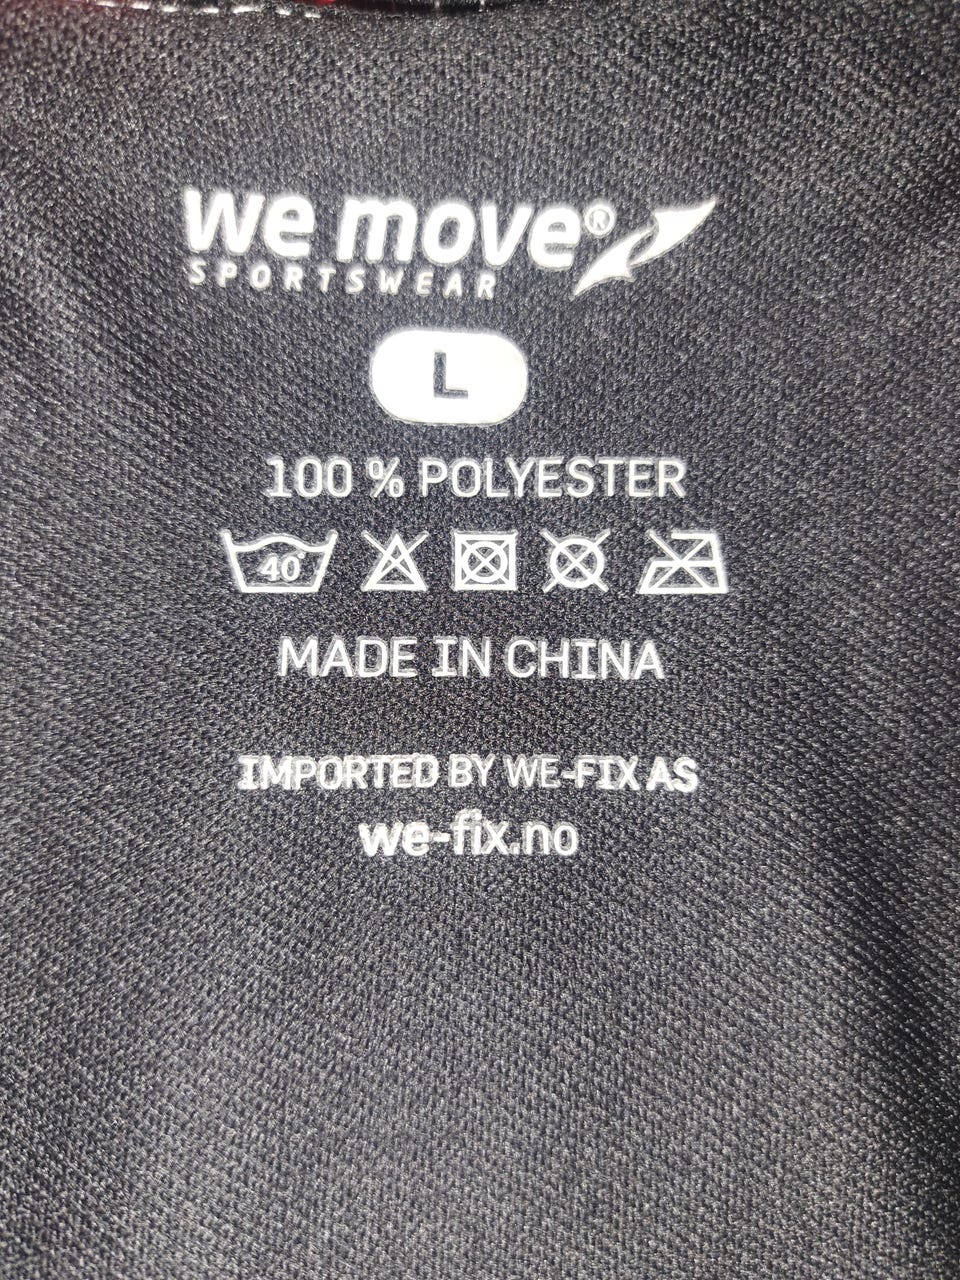 we move®
SPORTSWEAR
L
100 % POLYESTER
40°
MADE IN CHINA
IMPORTED BY WE-FIX AS
we-fix.no